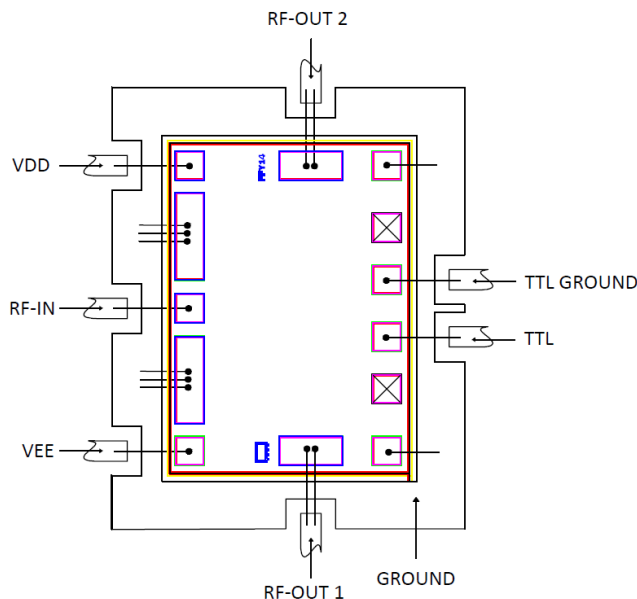 RF-OUT 2
VDD
TTL GROUND
RF-IN
TTL
VEE
GROUND
RF-OUT 1